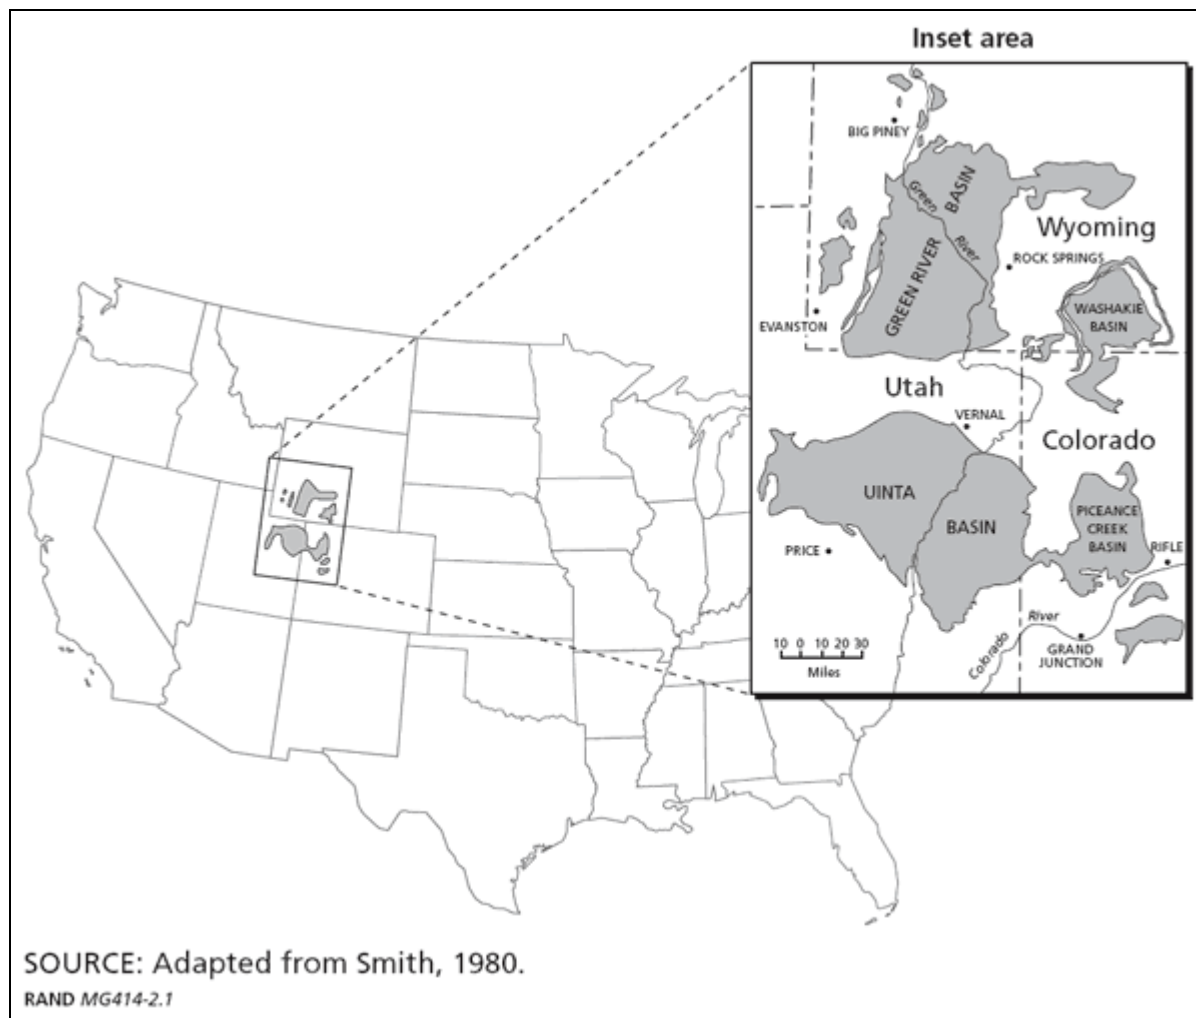 Inset area
BIG PINEY
Green
BASIN
River
GREEN RIVER
Wyoming
ROCK SPRINGS
EVANSTON
WASHAKIE
BASIN
Utah
VERNAL
Colorado
UINTA
BASIN
PICEANCE
CREEK
BASIN
PRICE
RIFLE
10 0 10 20 30
Miles
Colorado
River
GRAND
JUNCTION
SOURCE: Adapted from Smith, 1980.
RAND MG414-2.1